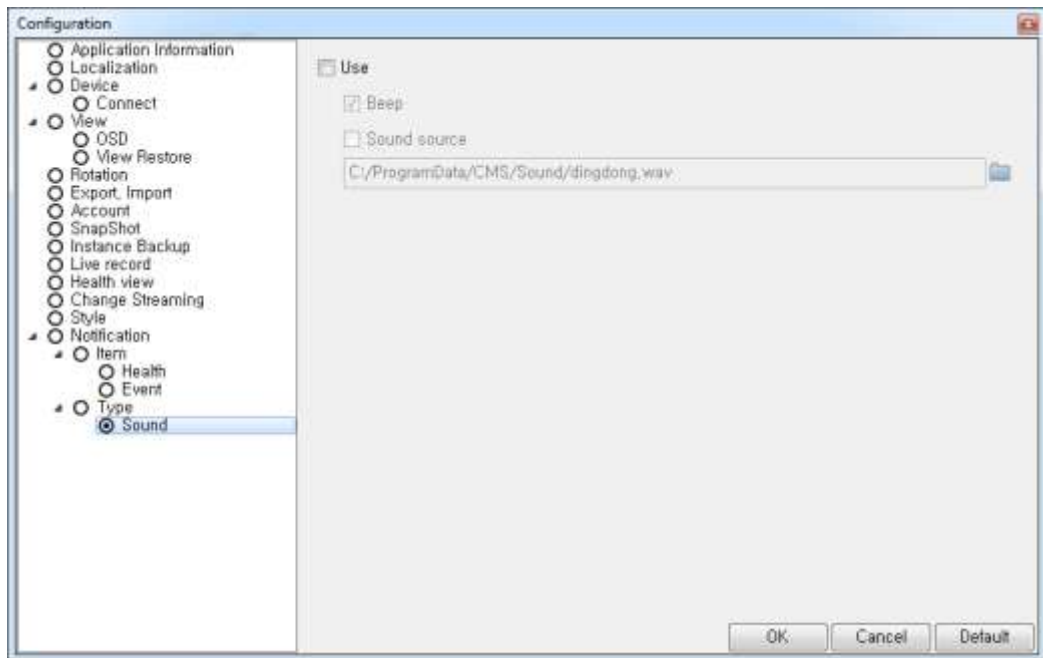 Configuration
Application Information
Localization
Device
Connect
View
OSD
View Restore
Rotation
Export, Import
Account
SnapShot
Instance Backup
Live record
Health view
Change Streaming
Style
Notification
Item
Health
Event
Type
Sound
Use
Beep
Sound source
C:/ProgramData/CMS/Sound/dingdong.wav
OK
Cancel
Default